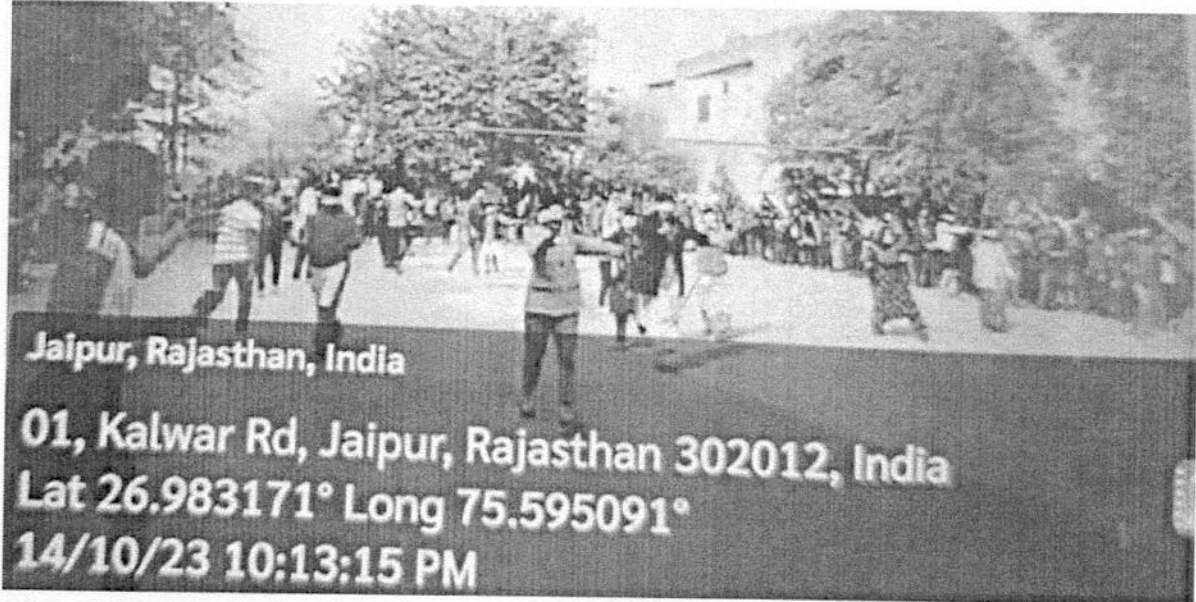 Jaipur, Rajasthan, India
01, Kalwar Rd, Jaipur, Rajasthan 302012, India
Lat 26.983171° Long 75.595091°
14/10/23 10:13:15 PM